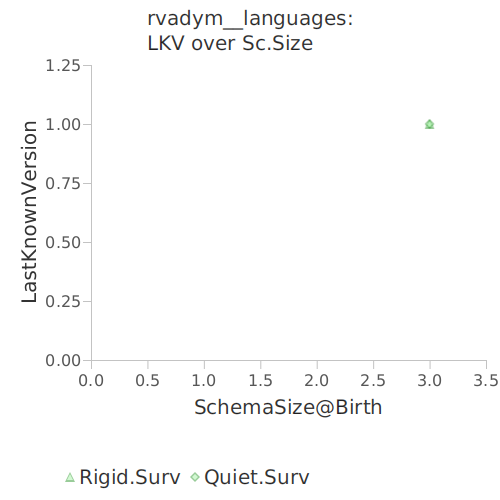 rvadym__languages:
LKV over Sc.Size
1.25
1.00
0.75
0.50
0.25
0.00
LastKnownVersion
0.0 0.5 1.0 1.5 2.0 2.5 3.0 3.5
SchemaSize@Birth
Rigid.Surv Quiet.Surv